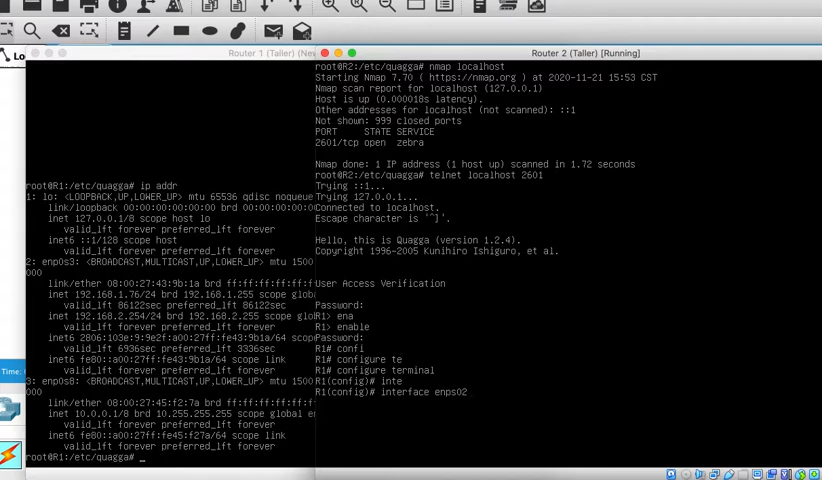 Lo
Router 1 (Taller) (Ne
Router 2 (Taller) [Running]
root@R1:/etc/quagga# ip addr
1: lo: <LOOPBACK,UP,LOWER_UP> mtu 65536 qdisc noqueue
link/loopback 00:00:00:00:00:00 brd 00:00:00:00:0
inet 127.0.0.1/8 scope host lo
valid_lft forever preferred_lft forever
inet6 ::1/128 scope host
valid_lft forever preferred_lft forever
2: enp0s3: <BROADCAST,MULTICAST,UP,LOWER_UP> mtu 1500
000
link/ether 08:00:27:43:9b:1a brd ff:ff:ff:ff:ff:f
inet 192.168.1.76/24 brd 192.168.1.255 scope glob
valid_lft 86122sec preferred_lft 86122sec
inet 192.168.2.254/24 brd 192.168.2.255 scope glo
valid_lft forever preferred_lft forever
inet6 2806:103e:9:9e2f:a00:27ff:fe43:9b1a/64 scop
valid_lft 6936sec preferred_lft 3336sec
inet6 fe80::a00:27ff:fe43:9b1a/64 scope link
valid_lft forever preferred_lft forever
3: enp0s8: <BROADCAST,MULTICAST,UP,LOWER_UP> mtu 1500
000
link/ether 08:00:27:45:f2:7a brd ff:ff:ff:ff:ff:f
inet 10.0.0.1/8 brd 10.255.255.255 scope global e
valid_lft forever preferred_lft forever
inet6 fe80::a00:27ff:fe45:f27a/64 scope link
valid_lft forever preferred_lft forever
root@R1:/etc/quagga# _
root@R2:/etc/quagga# nmap localhost
Starting Nmap 7.70 ( https://nmap.org ) at 2020-11-21 15:53 CST
Nmap scan report for localhost (127.0.0.1)
Host is up (0.000018s latency).
Other addresses for localhost (not scanned): ::1
Not shown: 999 closed ports
PORT STATE SERVICE
2601/tcp open zebra
Nmap done: 1 IP address (1 host up) scanned in 1.72 seconds
root@R2:/etc/quagga# telnet localhost 2601
Trying ::1...
Trying 127.0.0.1...
Connected to localhost.
Escape character is '^]'.
Hello, this is Quagga (version 1.2.4).
Copyright 1996-2005 Kunihiro Ishiguro, et al.
User Access Verification
Password:
R1> ena
R1> enable
Password:
R1# confi
R1# configure te
R1# configure terminal
R1(config)# inte
R1(config)# interface enps02